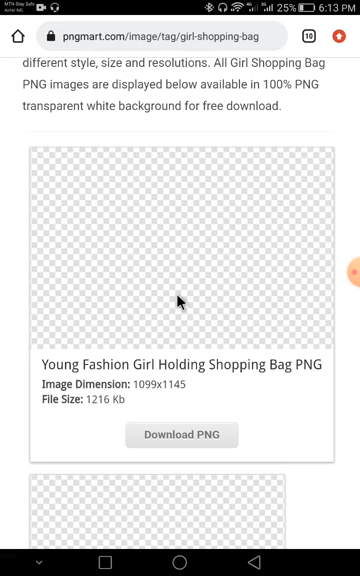 MTN-Stay Safe
Airtel MG
25% 6:13 PM
pngmart.com/image/tag/girl-shopping-bag
10
different style, size and resolutions. All Girl Shopping Bag
PNG images are displayed below available in 100% PNG
transparent white background for free download.
Young Fashion Girl Holding Shopping Bag PNG
Image Dimension: 1099x1145
File Size: 1216 Kb
Download PNG